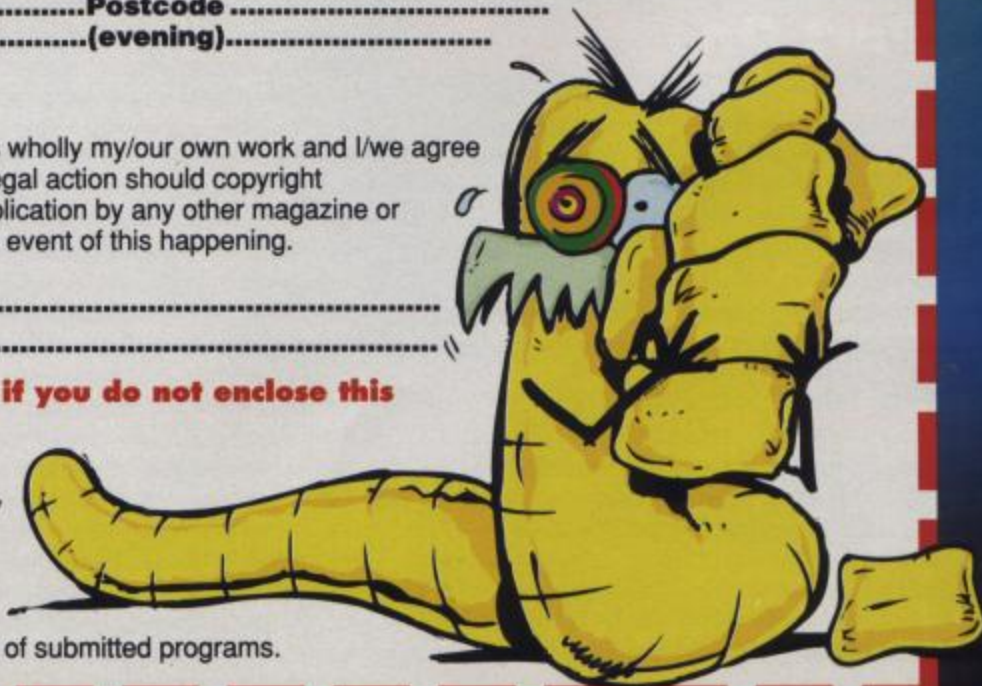 ..........Postcode ....................................
..........(evening)..............................
wholly my/our own work and I/we agree
egal action should copyright
plication by any other magazine or
event of this happening.
if you do not enclose this
of submitted programs.